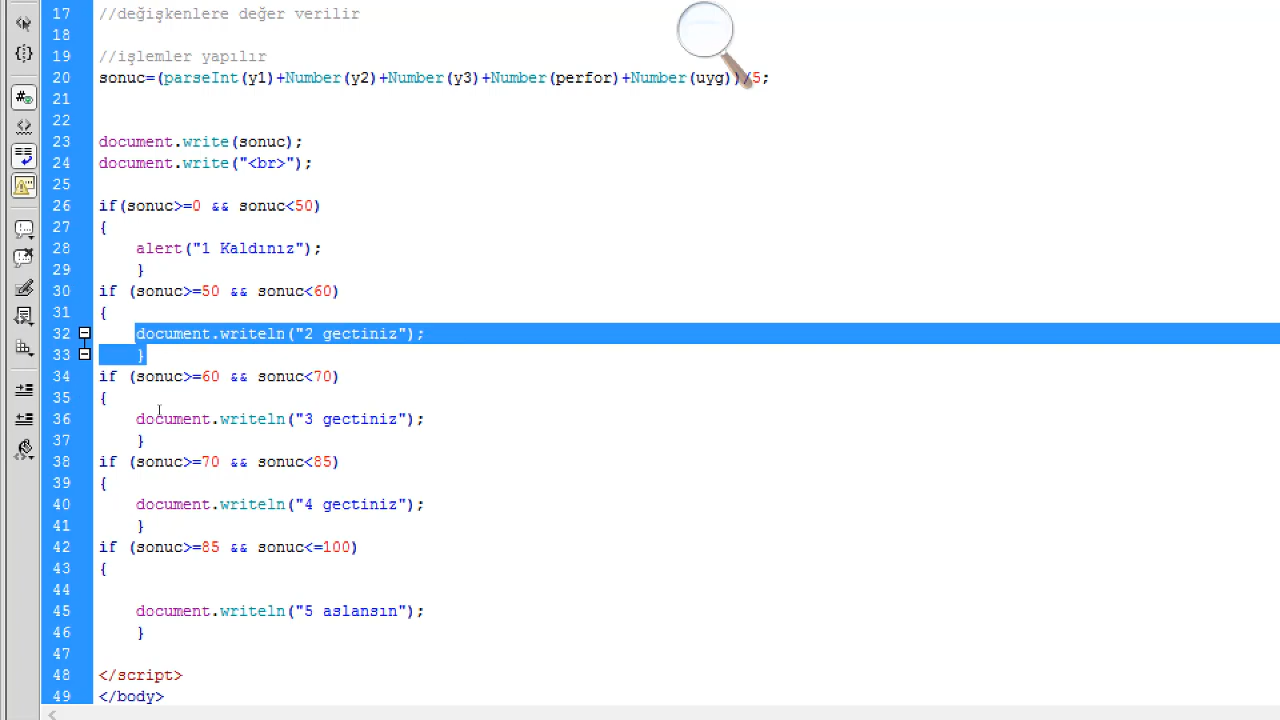 17 //değişkenlere değer verilir
18
19 //işlemler yapılır
20 sonuc=(parseInt(y1)+Number(y2)+Number(y3)+Number(perfor)+Number(uyg))/5;
21
22
23 document.write(sonuc);
24 document.write("<br>");
25
26 if(sonuc>=0 && sonuc<50)
27 {
28 alert("1 Kaldınız");
29 }
30 if (sonuc>=50 && sonuc<60)
31 {
32 document.writeln("2 gectiniz");
33 }
34 if (sonuc>=60 && sonuc<70)
35 {
36 document.writeln("3 gectiniz");
37 }
38 if (sonuc>=70 && sonuc<85)
39 {
40 document.writeln("4 gectiniz");
41 }
42 if (sonuc>=85 && sonuc<=100)
43 {
44
45 document.writeln("5 aslansın");
46 }
47
48 </script>
49 </body>